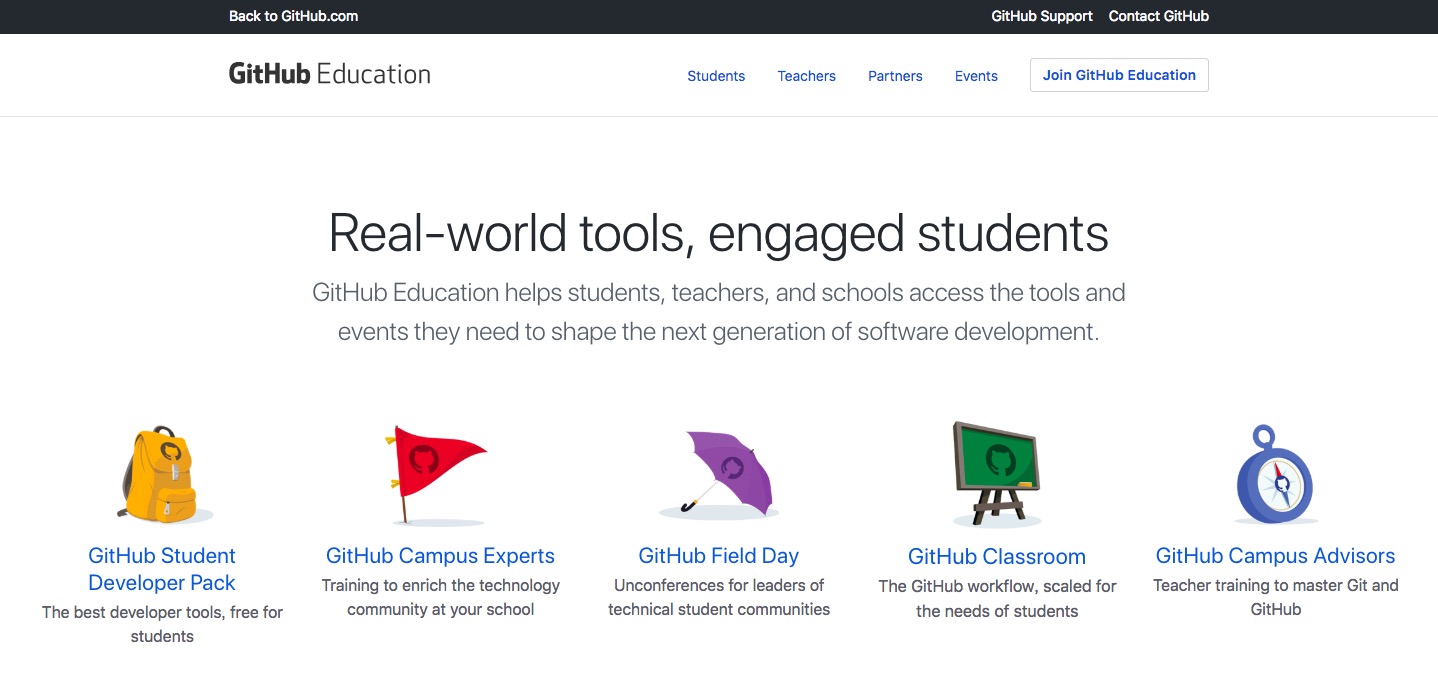 Back to GitHub.com
GitHub Support
Contact GitHub
GitHub Education
Students
Teachers
Partners
Events
Join GitHub Education
Real-world tools, engaged students
GitHub Education helps students, teachers, and schools access the tools and
events they need to shape the next generation of software development.
GitHub Student
Developer Pack
The best developer tools, free for
students
GitHub Campus Experts
Training to enrich the technology
community at your school
GitHub Field Day
Unconferences for leaders of
technical student communities
GitHub Classroom
The GitHub workflow, scaled for
the needs of students
GitHub Campus Advisors
Teacher training to master Git and
GitHub